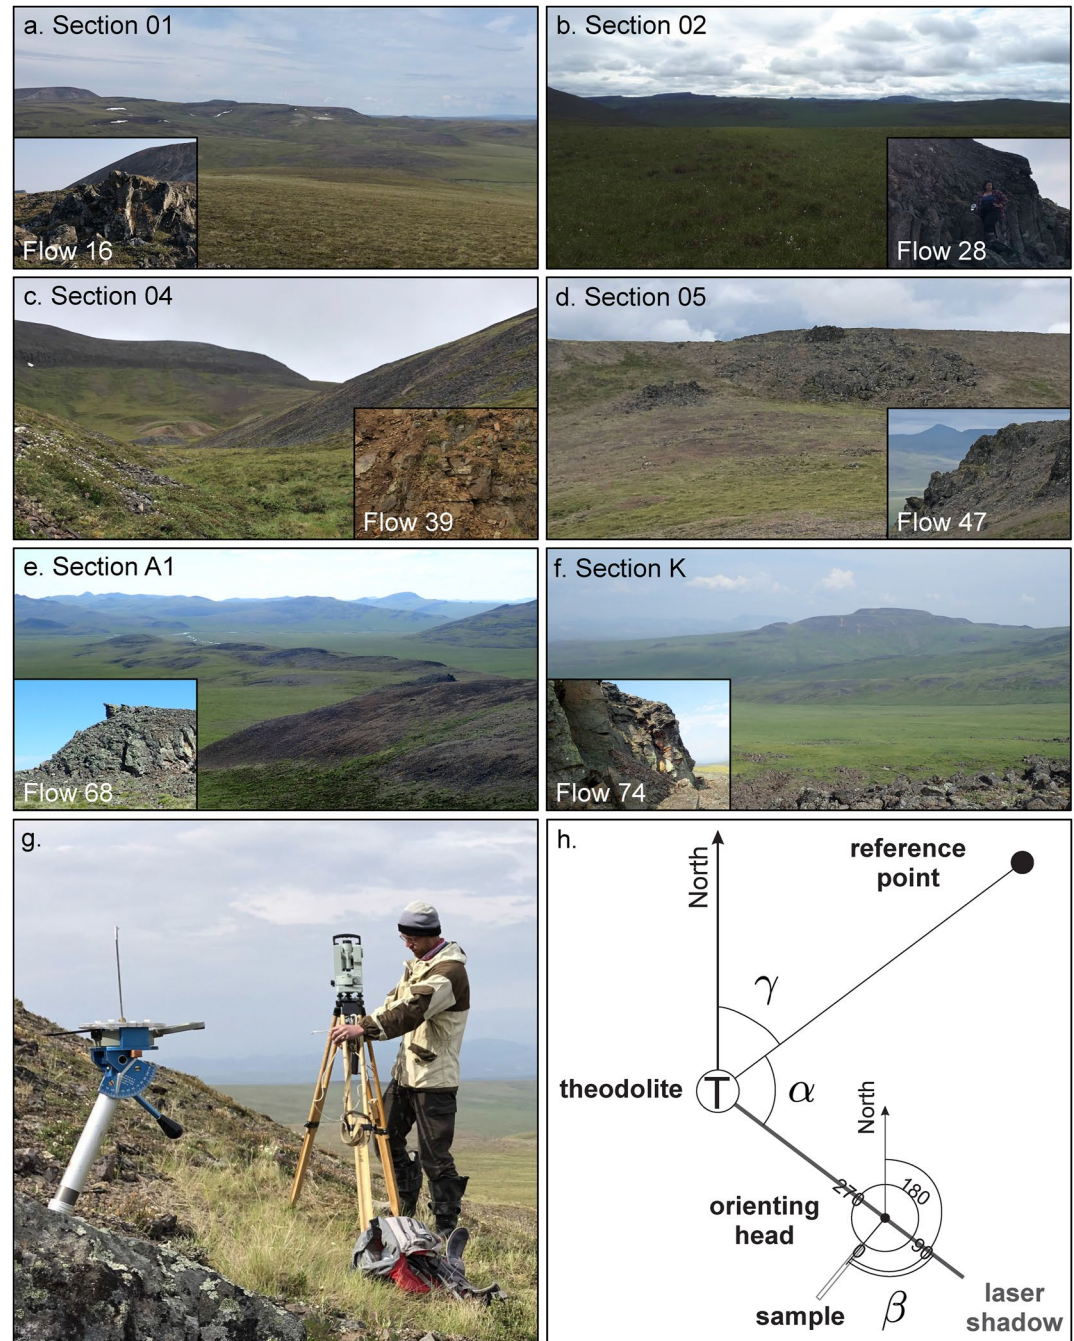 a. Section 01
Flow 16
b. Section 02
Flow 28
c. Section 04
Flow 39
d. Section 05
Flow 47
e. Section A1
Flow 68
f. Section K
Flow 74
g.
h.
North
reference
point
γ
theodolite
T
α
North
270
180
orienting
head
0
90
sample
β
laser
shadow